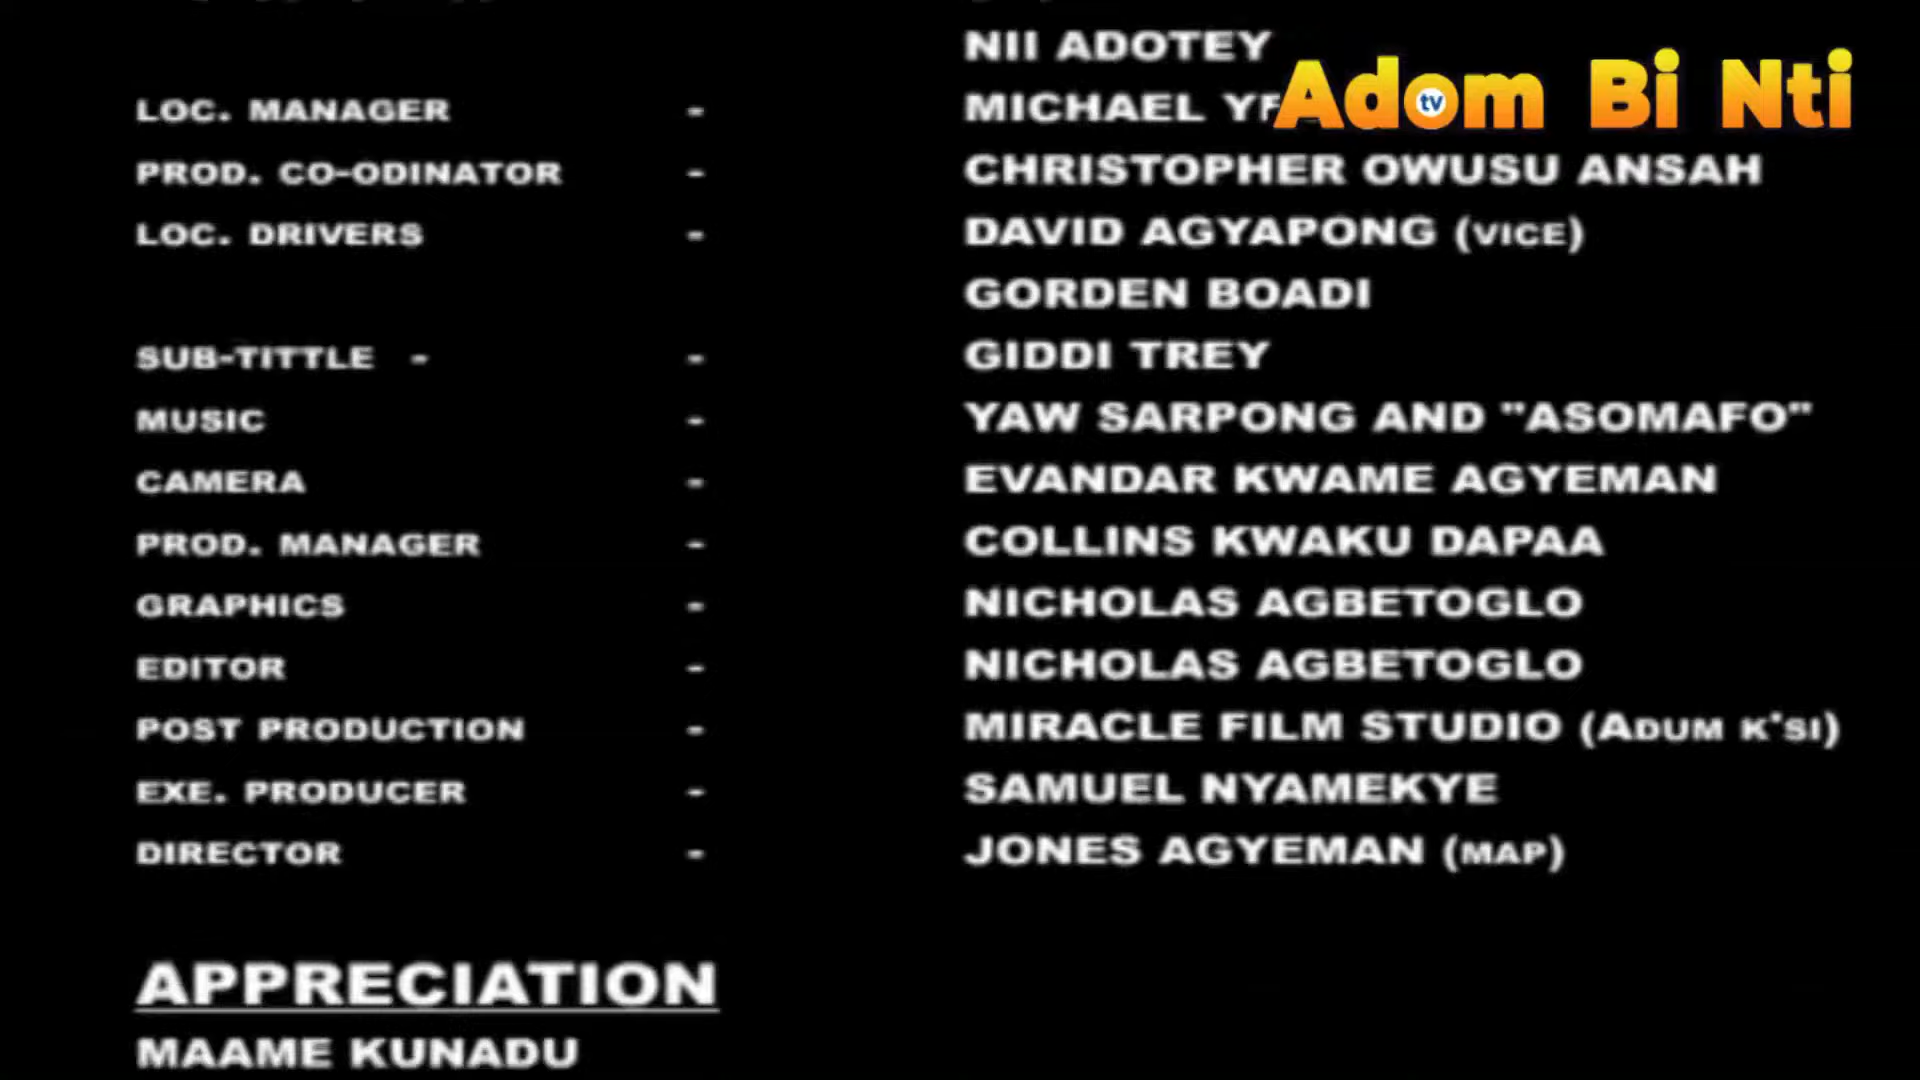 NII ADOTEY
Adom Bi Nti
tv
LOC. MANAGER - MICHAEL
PROD. CO-ODINATOR - CHRISTOPHER OWUSU ANSAH
LOC. DRIVERS - DAVID AGYAPONG (VICE)
GORDEN BOADI
SUB-TITTLE - - GIDDI TREY
MUSIC - YAW SARPONG AND "ASOMAFO"
CAMERA - EVANDAR KWAME AGYEMAN
PROD. MANAGER - COLLINS KWAKU DAPAA
GRAPHICS - NICHOLAS AGBETOGLO
EDITOR - NICHOLAS AGBETOGLO
POST PRODUCTION - MIRACLE FILM STUDIO (ADUM K'SI)
EXE. PRODUCER - SAMUEL NYAMEKYE
DIRECTOR - JONES AGYEMAN (MAP)
APPRECIATION
MAAME KUNADU